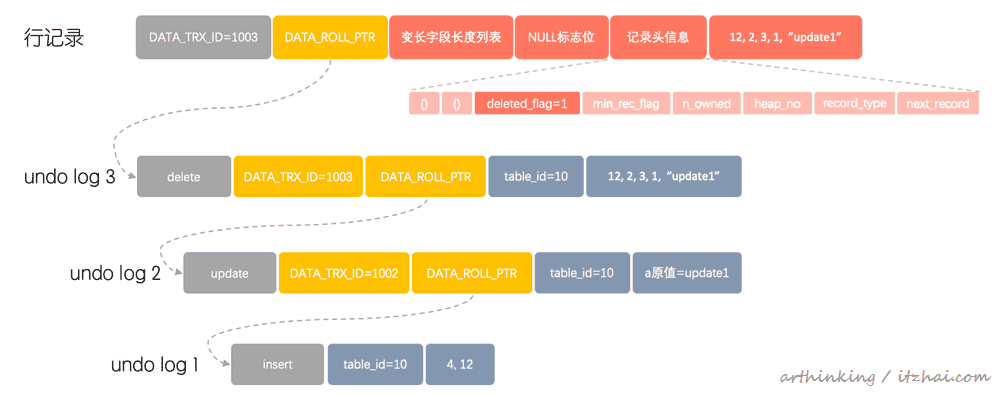 行记录 DATA_TRX_ID=1003 DATA_ROLL_PTR 变长字段长度列表 NULL标志位 记录头信息 12, 2, 3, 1, ”update1”
() () deleted_flag=1 min_rec_flag n_owned heap_no record_type next_record
undo log 3 delete DATA_TRX_ID=1003 DATA_ROLL_PTR table_id=10 12, 2, 3, 1, ”update1”
undo log 2 update DATA_TRX_ID=1002 DATA_ROLL_PTR table_id=10 a原值=update1
undo log 1 insert table_id=10 4, 12
arthinking / itzhai.com